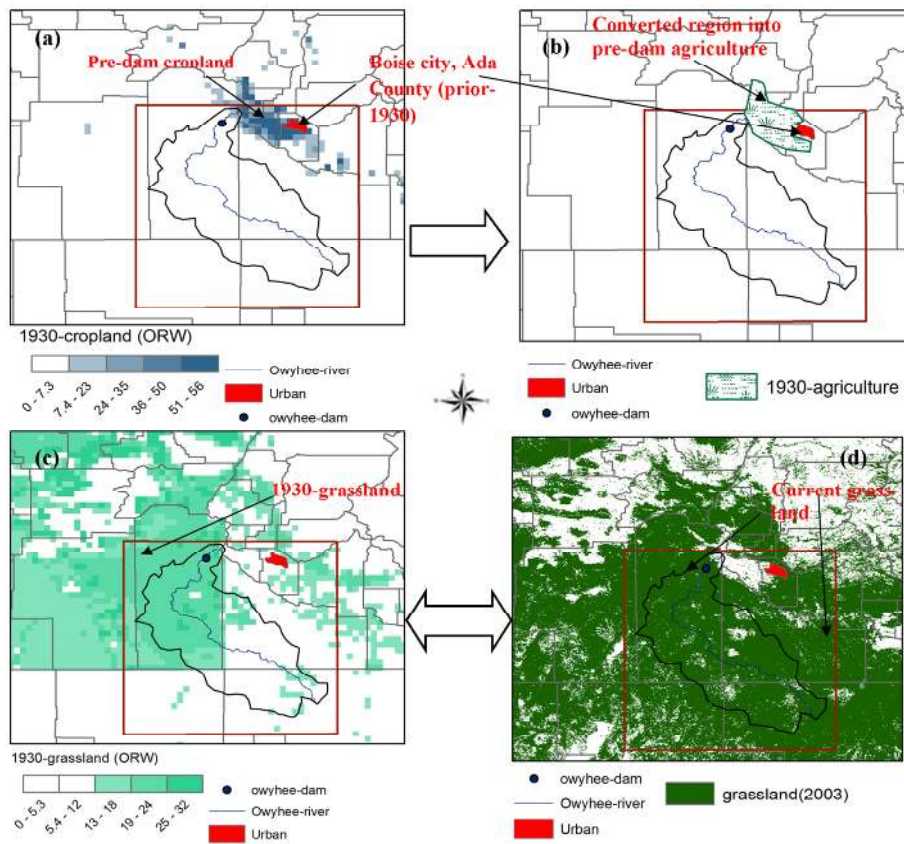 (a)
Pre-dam cropland
Boise city, Ada
County (prior-
1930)
(b)
Converted region into
pre-dam agriculture
1930-cropland (ORW)
0 - 7.3
7.4 - 23
24 - 35
36 - 50
51 - 56
Owyhee-river
Urban
owyhee-dam
Owyhee-river
Urban
owyhee-dam
1930-agriculture
(c)
1930-grassland
(d)
Current grass-
land
1930-grassland (ORW)
0 - 5.3
5.4 - 12
13 - 18
19 - 24
25 - 32
owyhee-dam
Owyhee-river
Urban
owyhee-dam
Owyhee-river
Urban
grassland(2003)